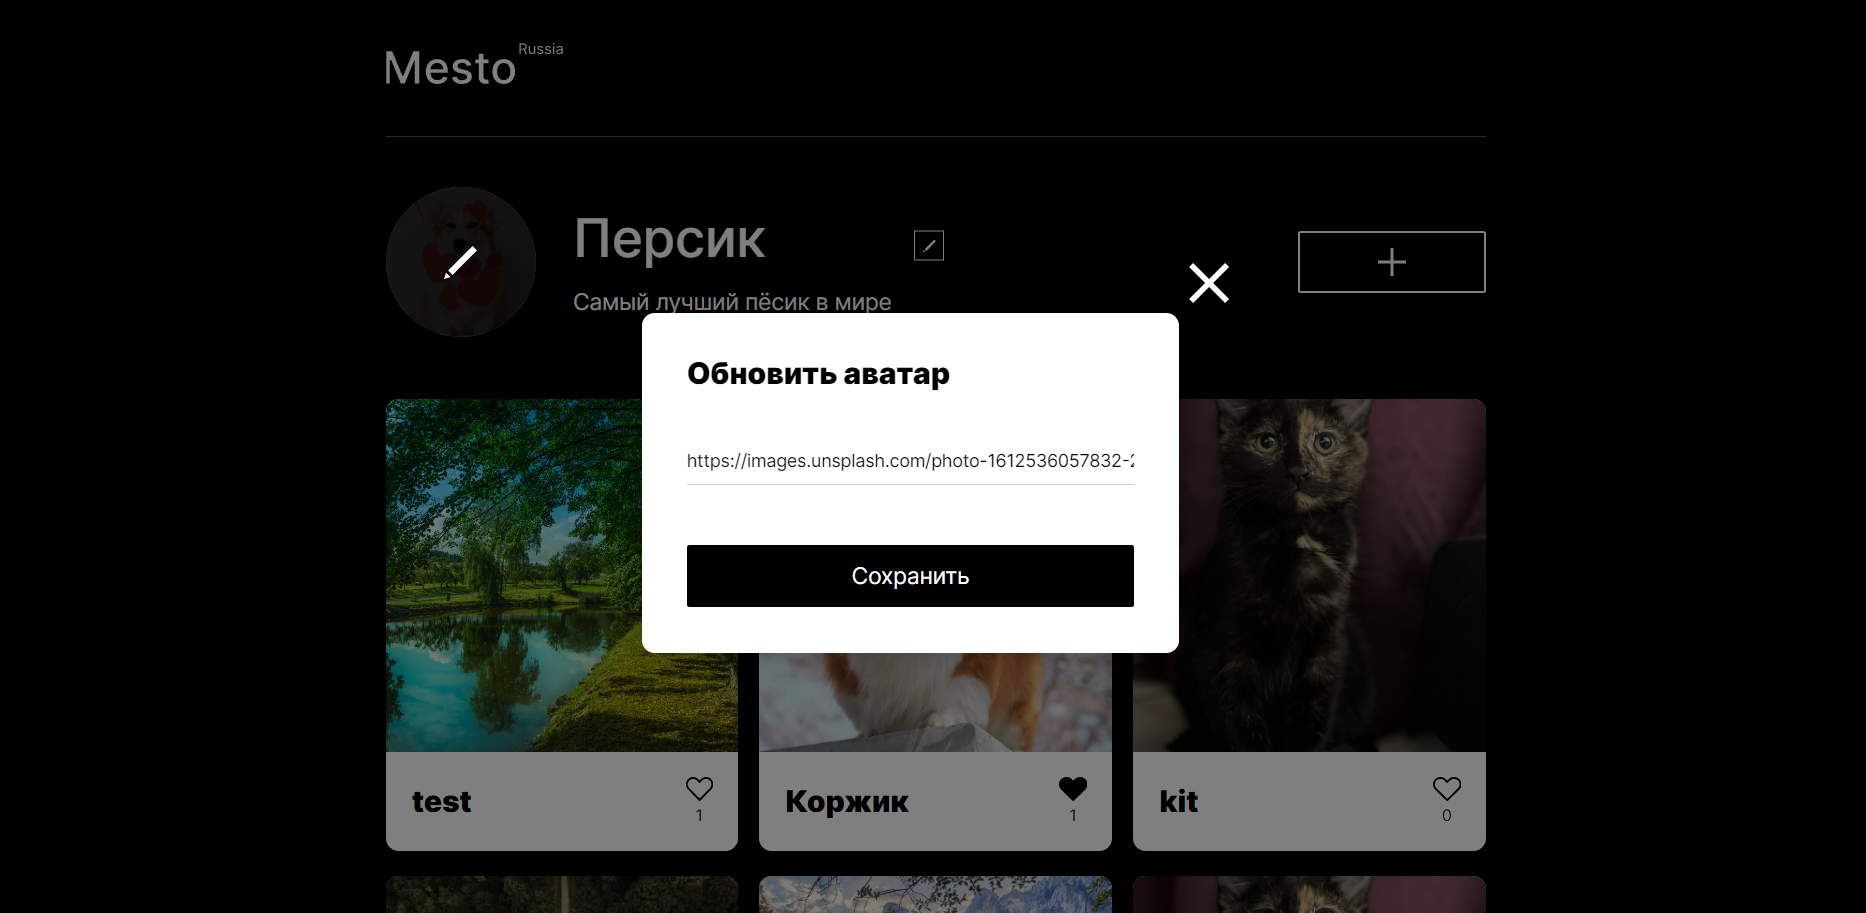 Mesto Russia
Персик
Самый лучший пёсик в мире
Обновить аватар
https://images.unsplash.com/photo-1612536057832-2
Сохранить
test
1
Коржик
1
kit
0